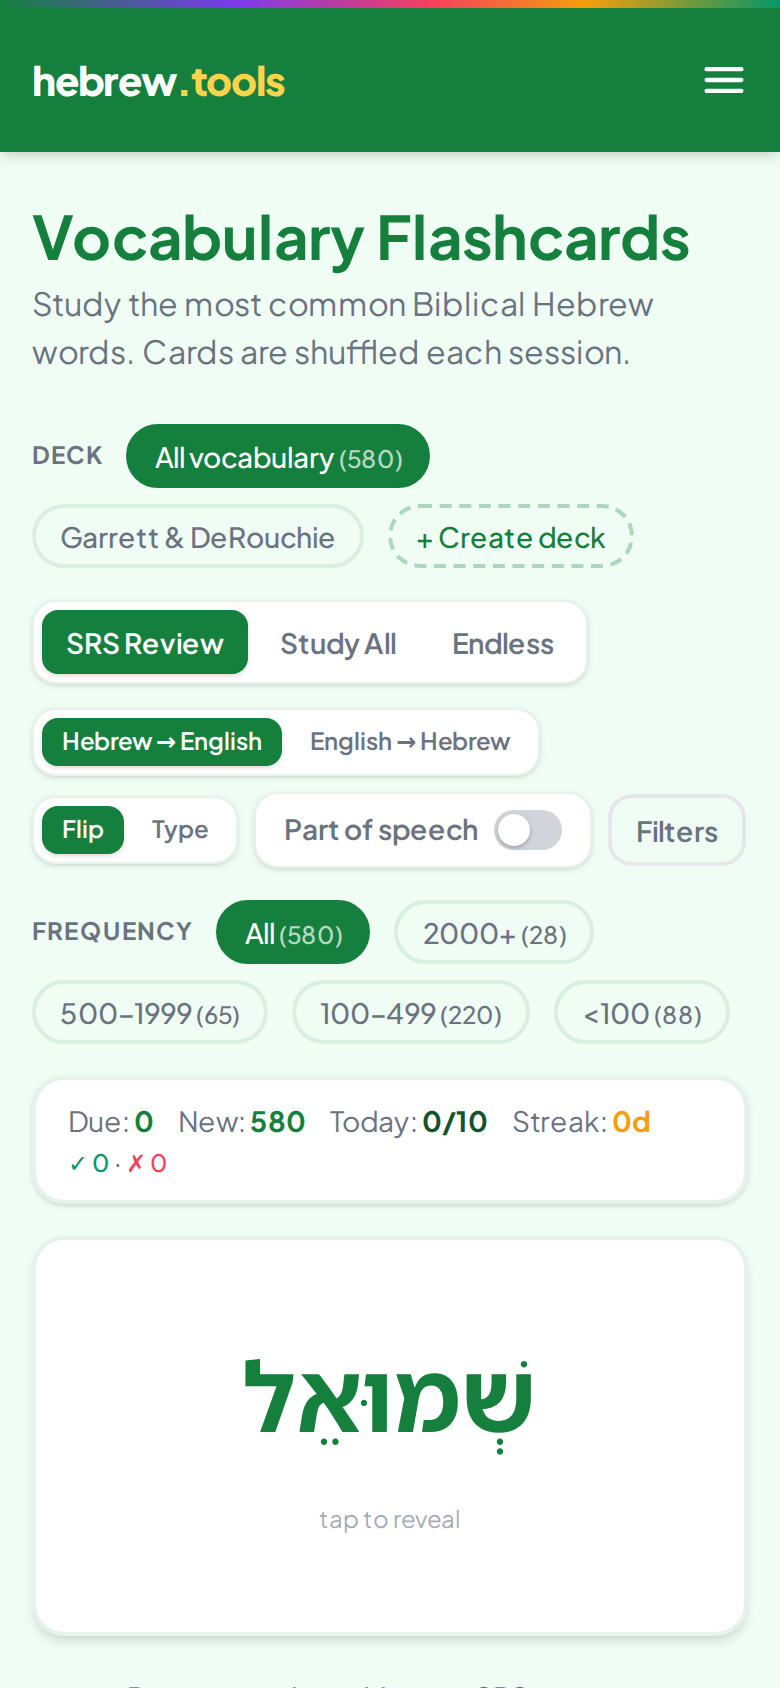 hebrew.tools
Vocabulary Flashcards
Study the most common Biblical Hebrew
words. Cards are shuffled each session.
DECK All vocabulary (580)
Garrett & DeRouchie + Create deck
SRS Review Study All Endless
Hebrew → English English → Hebrew
Flip Type Part of speech Filters
FREQUENCY All (580) 2000+ (28)
500–1999 (65) 100–499 (220) <100 (88)
Due: 0 New: 580 Today: 0/10 Streak: 0d
✓ 0 · ✗ 0
שְׁמוּאֵל
tap to reveal